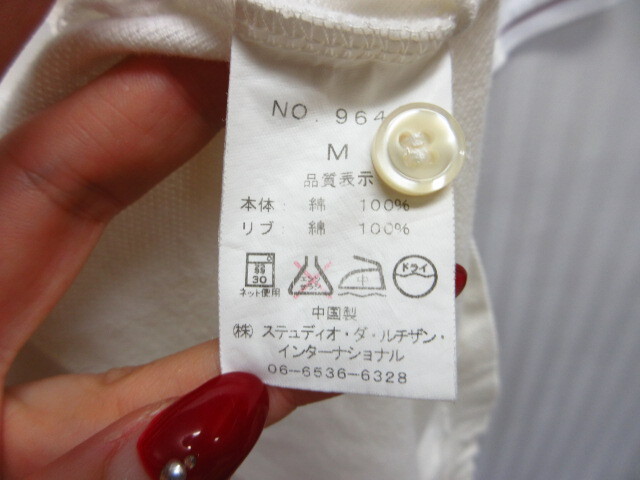 NO. 964
M
品質表示
本体: 綿 100%
リブ: 綿 100%
30 中 ドライ
ネット使用
中国製
(株) ステュディオ・ダ・ルチザン・
インターナショナル
06-6536-6328